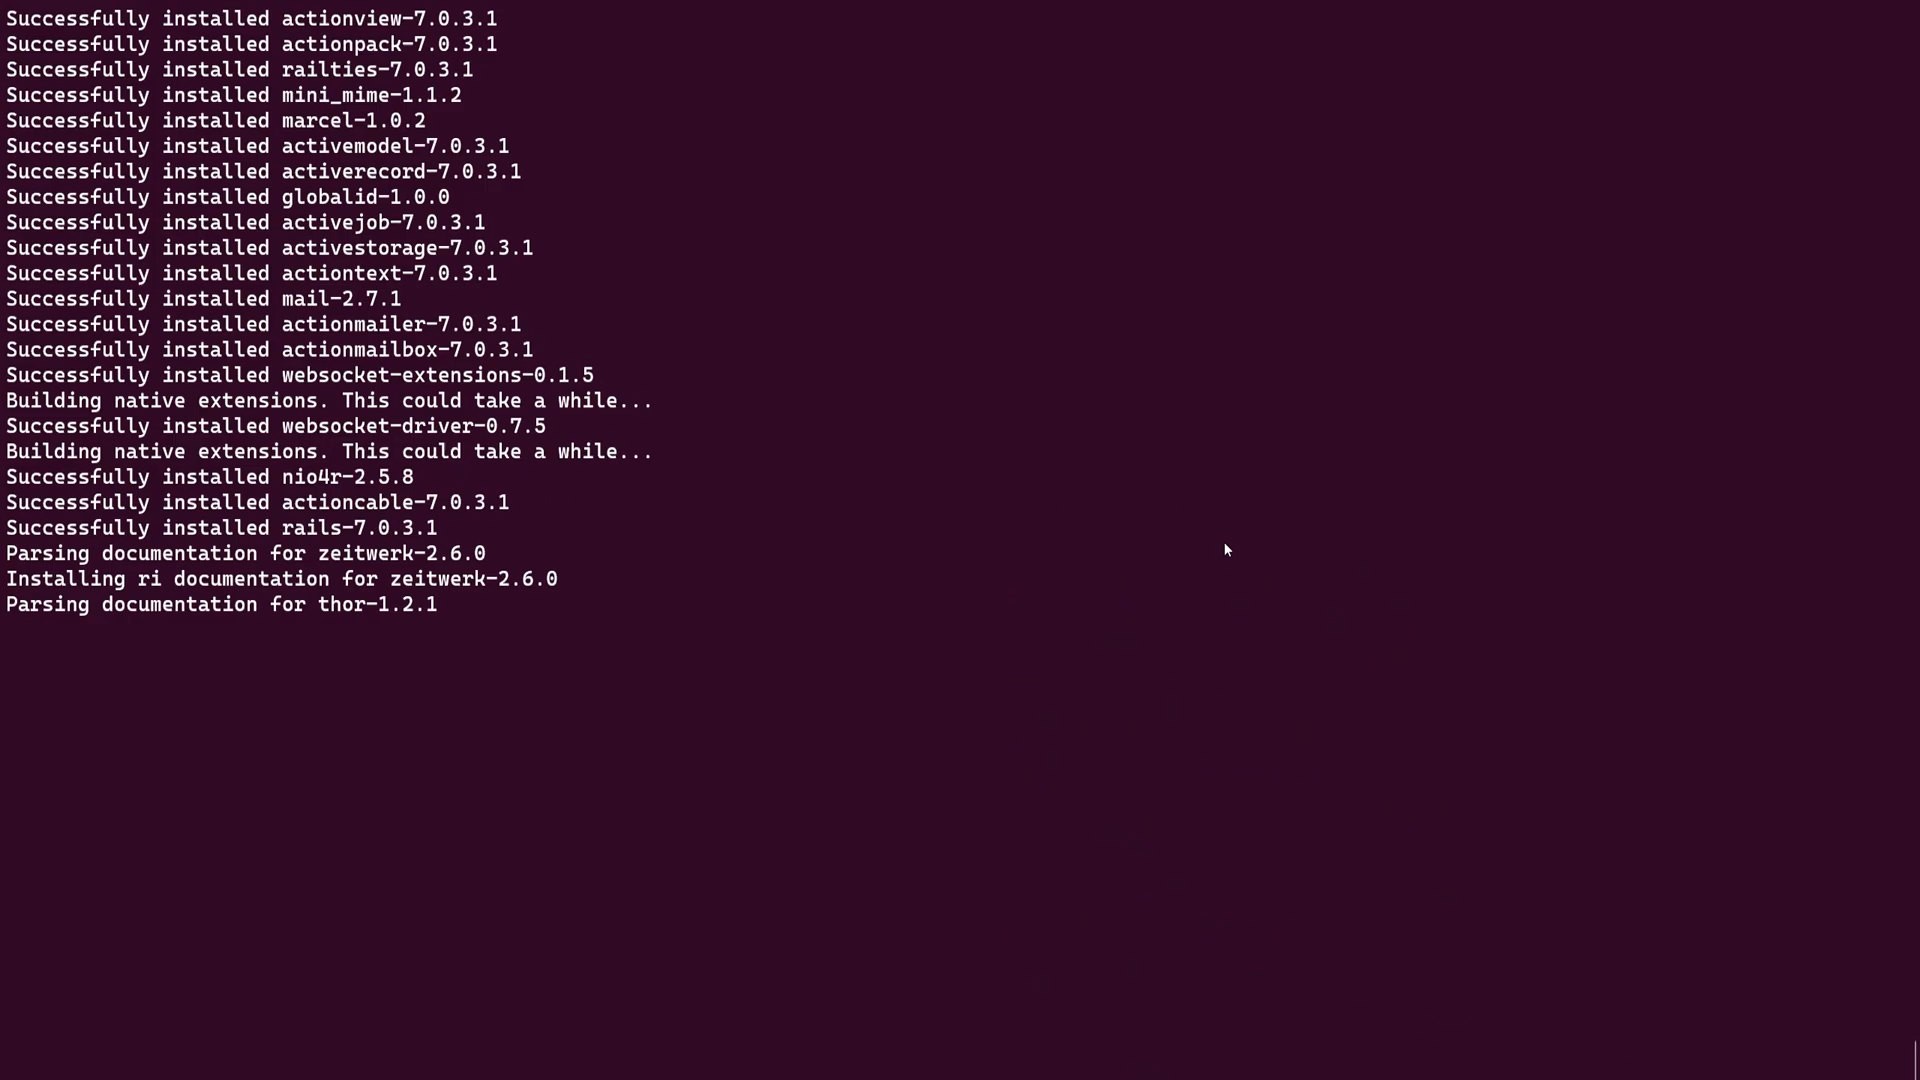 Successfully installed actionview-7.0.3.1
Successfully installed actionpack-7.0.3.1
Successfully installed railties-7.0.3.1
Successfully installed mini_mime-1.1.2
Successfully installed marcel-1.0.2
Successfully installed activemodel-7.0.3.1
Successfully installed activerecord-7.0.3.1
Successfully installed globalid-1.0.0
Successfully installed activejob-7.0.3.1
Successfully installed activestorage-7.0.3.1
Successfully installed actiontext-7.0.3.1
Successfully installed mail-2.7.1
Successfully installed actionmailer-7.0.3.1
Successfully installed actionmailbox-7.0.3.1
Successfully installed websocket-extensions-0.1.5
Building native extensions. This could take a while...
Successfully installed websocket-driver-0.7.5
Building native extensions. This could take a while...
Successfully installed nio4r-2.5.8
Successfully installed actioncable-7.0.3.1
Successfully installed rails-7.0.3.1
Parsing documentation for zeitwerk-2.6.0
Installing ri documentation for zeitwerk-2.6.0
Parsing documentation for thor-1.2.1